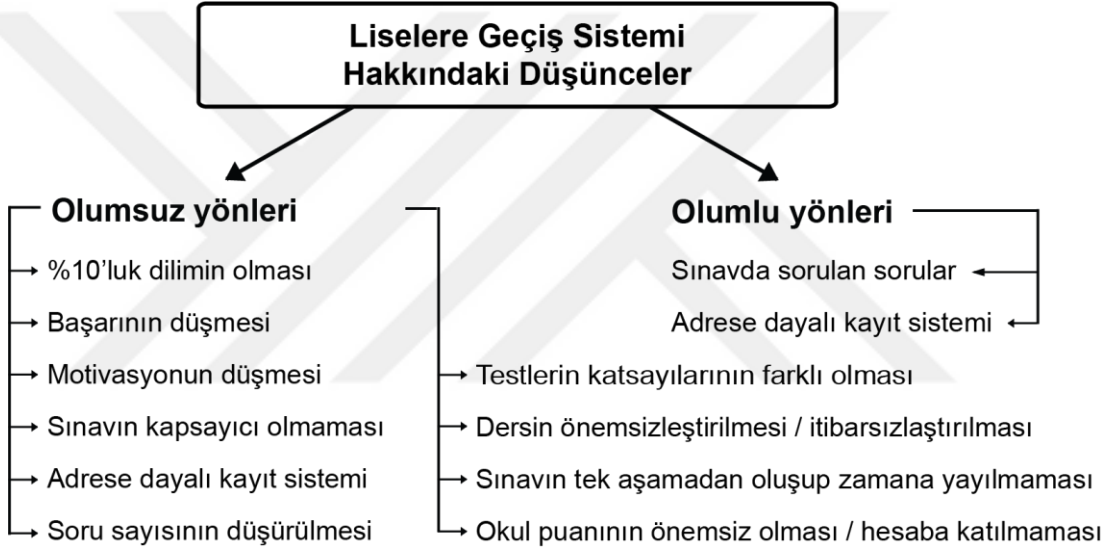 Liselere Geçiş Sistemi
Hakkındaki Düşünceler
Olumsuz yönleri
%10’luk dilimin olması
Başarının düşmesi
Motivasyonun düşmesi
Sınavın kapsayıcı olmaması
Adrese dayalı kayıt sistemi
Soru sayısının düşürülmesi
Testlerin katsayılarının farklı olması
Dersin önemsizleştirilmesi / itibarsızlaştırılması
Sınavın tek aşamadan oluşup zamana yayılmaması
Okul puanının önemsiz olması / hesaba katılmaması
Olumlu yönleri
Sınavda sorulan sorular
Adrese dayalı kayıt sistemi